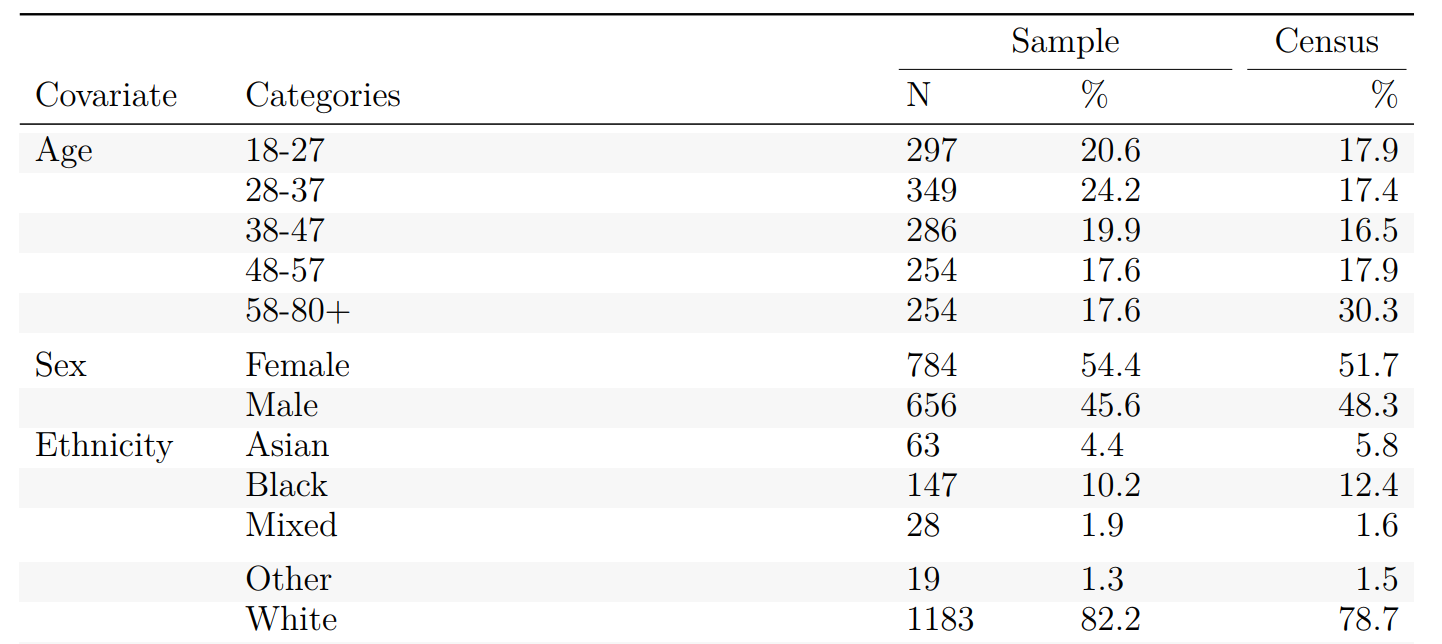 Sample Census
Covariate Categories N % %
Age 18-27 297 20.6 17.9
28-37 349 24.2 17.4
38-47 286 19.9 16.5
48-57 254 17.6 17.9
58-80+ 254 17.6 30.3
Sex Female 784 54.4 51.7
Male 656 45.6 48.3
Ethnicity Asian 63 4.4 5.8
Black 147 10.2 12.4
Mixed 28 1.9 1.6
Other 19 1.3 1.5
White 1183 82.2 78.7